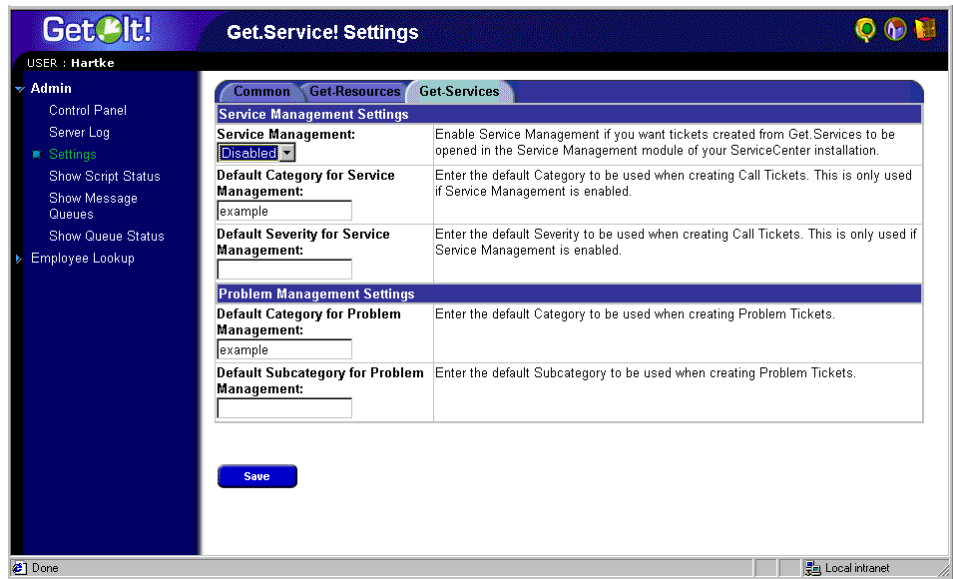 Get It!
Get.Service! Settings
USER : Hartke
Admin
Control Panel
Server Log
Settings
Show Script Status
Show Message
Queues
Show Queue Status
Employee Lookup
Common
Get-Resources
Get-Services
Service Management Settings
Service Management:
Disabled
Enable Service Management if you want tickets created from Get.Services to be
opened in the Service Management module of your ServiceCenter installation.
Default Category for Service
Management:
example
Enter the default Category to be used when creating Call Tickets. This is only used
if Service Management is enabled.
Default Severity for Service
Management:
Enter the default Severity to be used when creating Call Tickets. This is only used if
Service Management is enabled.
Problem Management Settings
Default Category for Problem
Management:
example
Enter the default Category to be used when creating Problem Tickets.
Default Subcategory for Problem
Management:
Enter the default Subcategory to be used when creating Problem Tickets.
Save
Done
Local intranet